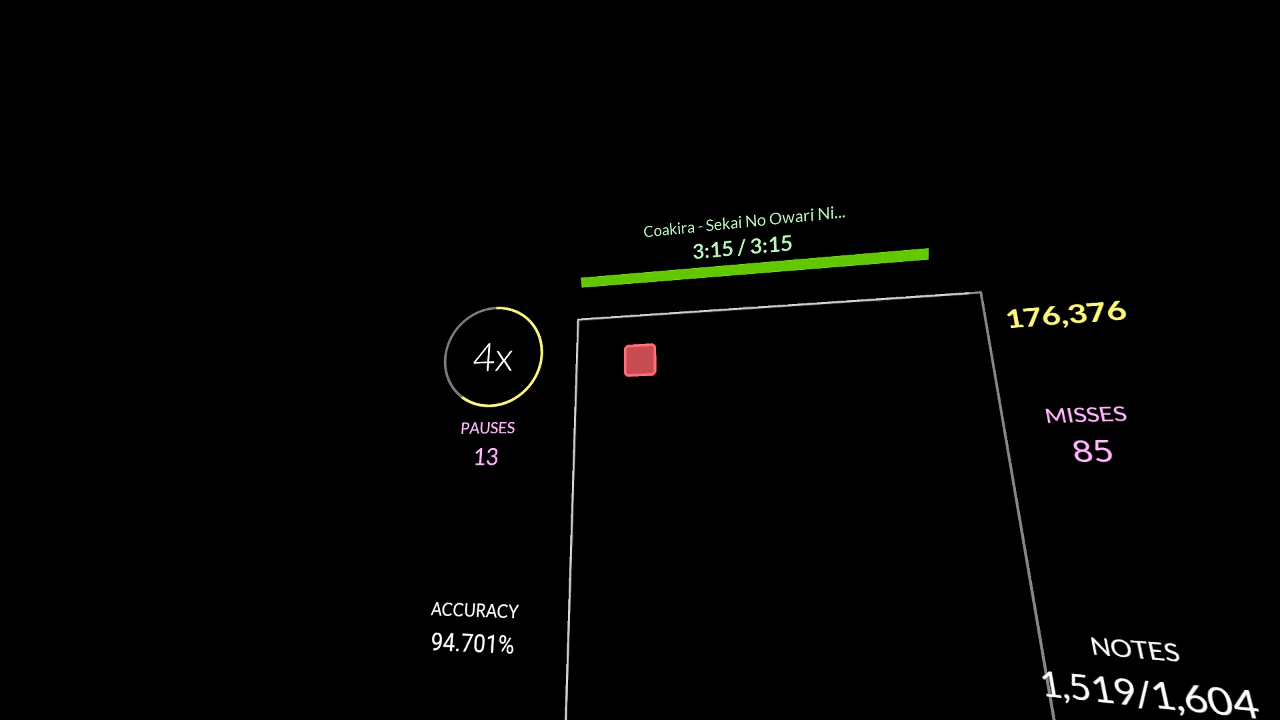 Coakira - Sekai No Owari Ni...
3:15 / 3:15
4x
PAUSES
13
ACCURACY
94.701%
176,376
MISSES
85
NOTES
1,519/1,604